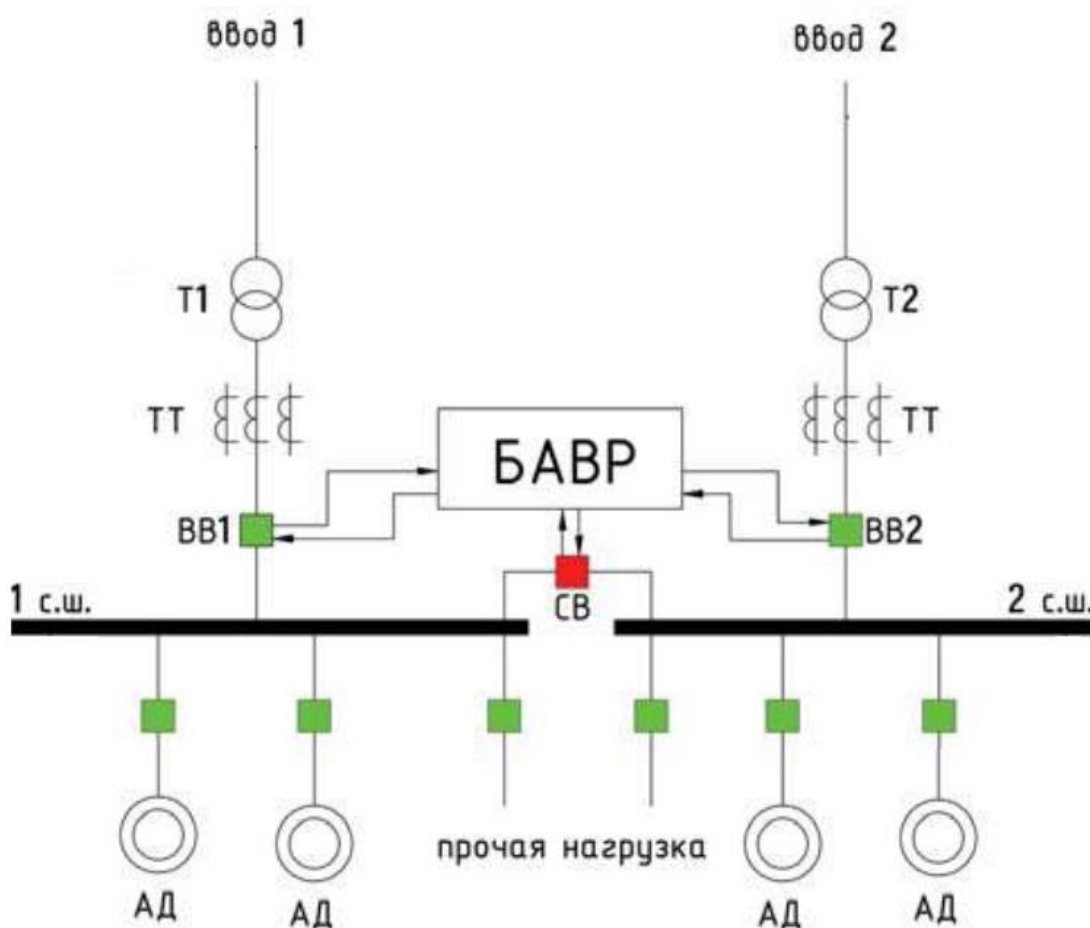 ввод 1
ввод 2
Т1
Т2
ТТ
ТТ
БАВР
ВВ1
ВВ2
СВ
1 с.ш.
2 с.ш.
прочая нагрузка
АД
АД
АД
АД